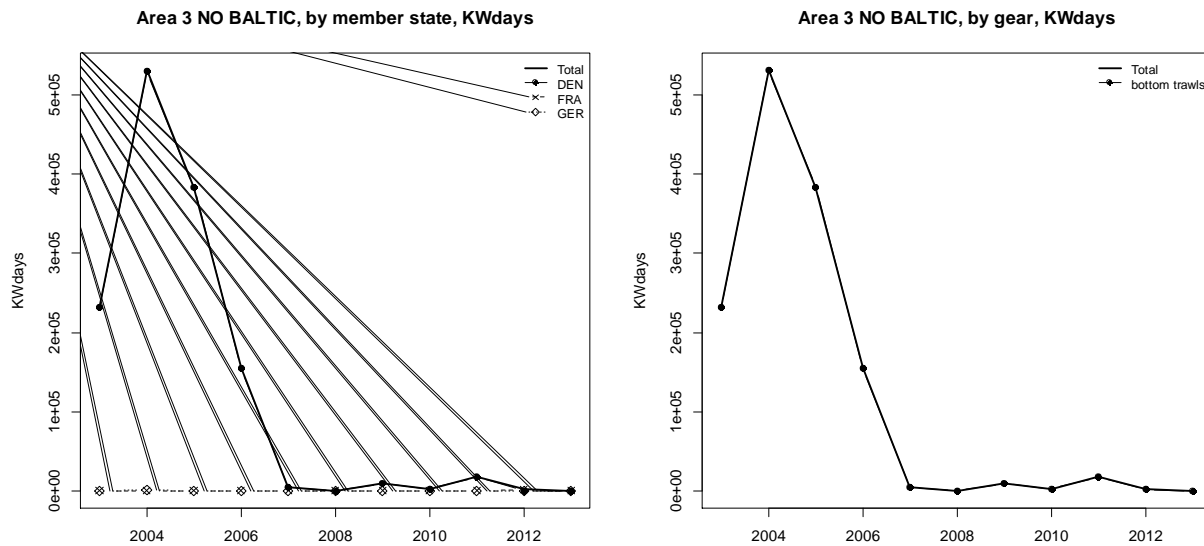 Area 3 NO BALTIC, by member state, KWdays
KWdays
5e+05
4e+05
3e+05
2e+05
1e+05
0e+00
2004 2006 2008 2010 2012
Total
DEN
FRA
GER
Area 3 NO BALTIC, by gear, KWdays
KWdays
5e+05
4e+05
3e+05
2e+05
1e+05
0e+00
2004 2006 2008 2010 2012
Total
bottom trawls